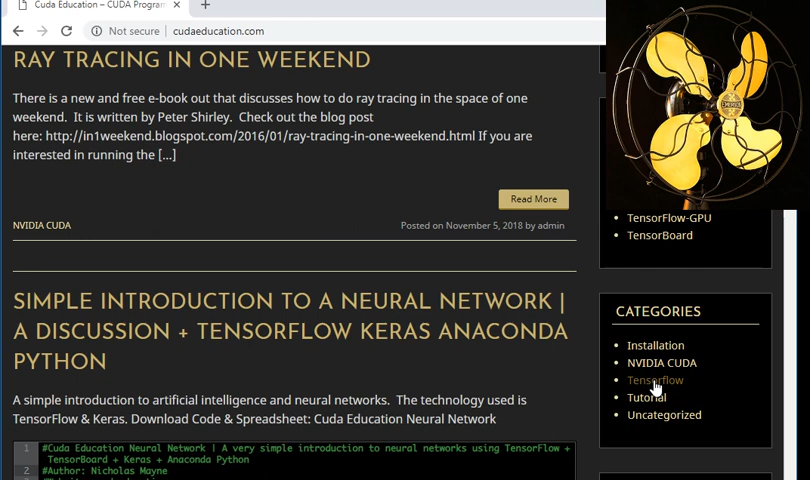 Cuda Education – CUDA Program
Not secure
cudaeducation.com
RAY TRACING IN ONE WEEKEND
There is a new and free e-book out that discusses how to do ray tracing in the space of one
weekend. It is written by Peter Shirley. Check out the blog post
here: http://in1weekend.blogspot.com/2016/01/ray-tracing-in-one-weekend.html If you are
interested in running the [...]
Read More
NVIDIA CUDA
Posted on November 5, 2018 by admin
SIMPLE INTRODUCTION TO A NEURAL NETWORK |
A DISCUSSION + TENSORFLOW KERAS ANACONDA
PYTHON
A simple introduction to artificial intelligence and neural networks. The technology used is
TensorFlow & Keras. Download Code & Spreadsheet: Cuda Education Neural Network
1 #Cuda Education Neural Network | A very simple introduction to neural networks using TensorFlow +
TensorBoard + Keras + Anaconda Python
2 #Author: Nicholas Mayne
EMERSON
TensorFlow-GPU
TensorBoard
CATEGORIES
Installation
NVIDIA CUDA
Tensorflow
Tutorial
Uncategorized